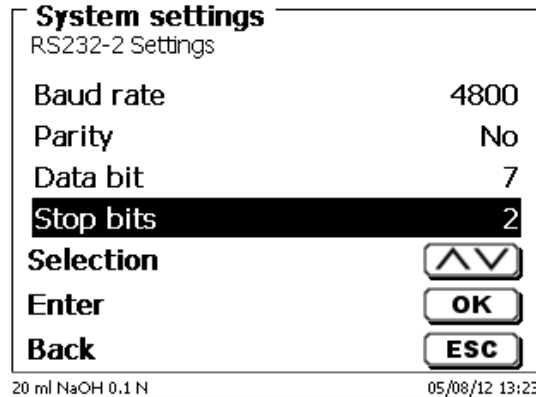 System settings
RS232-2 Settings
Baud rate 4800
Parity No
Data bit 7
Stop bits 2
Selection
Enter OK
Back ESC
20 ml NaOH 0.1 N 05/08/12 13:23